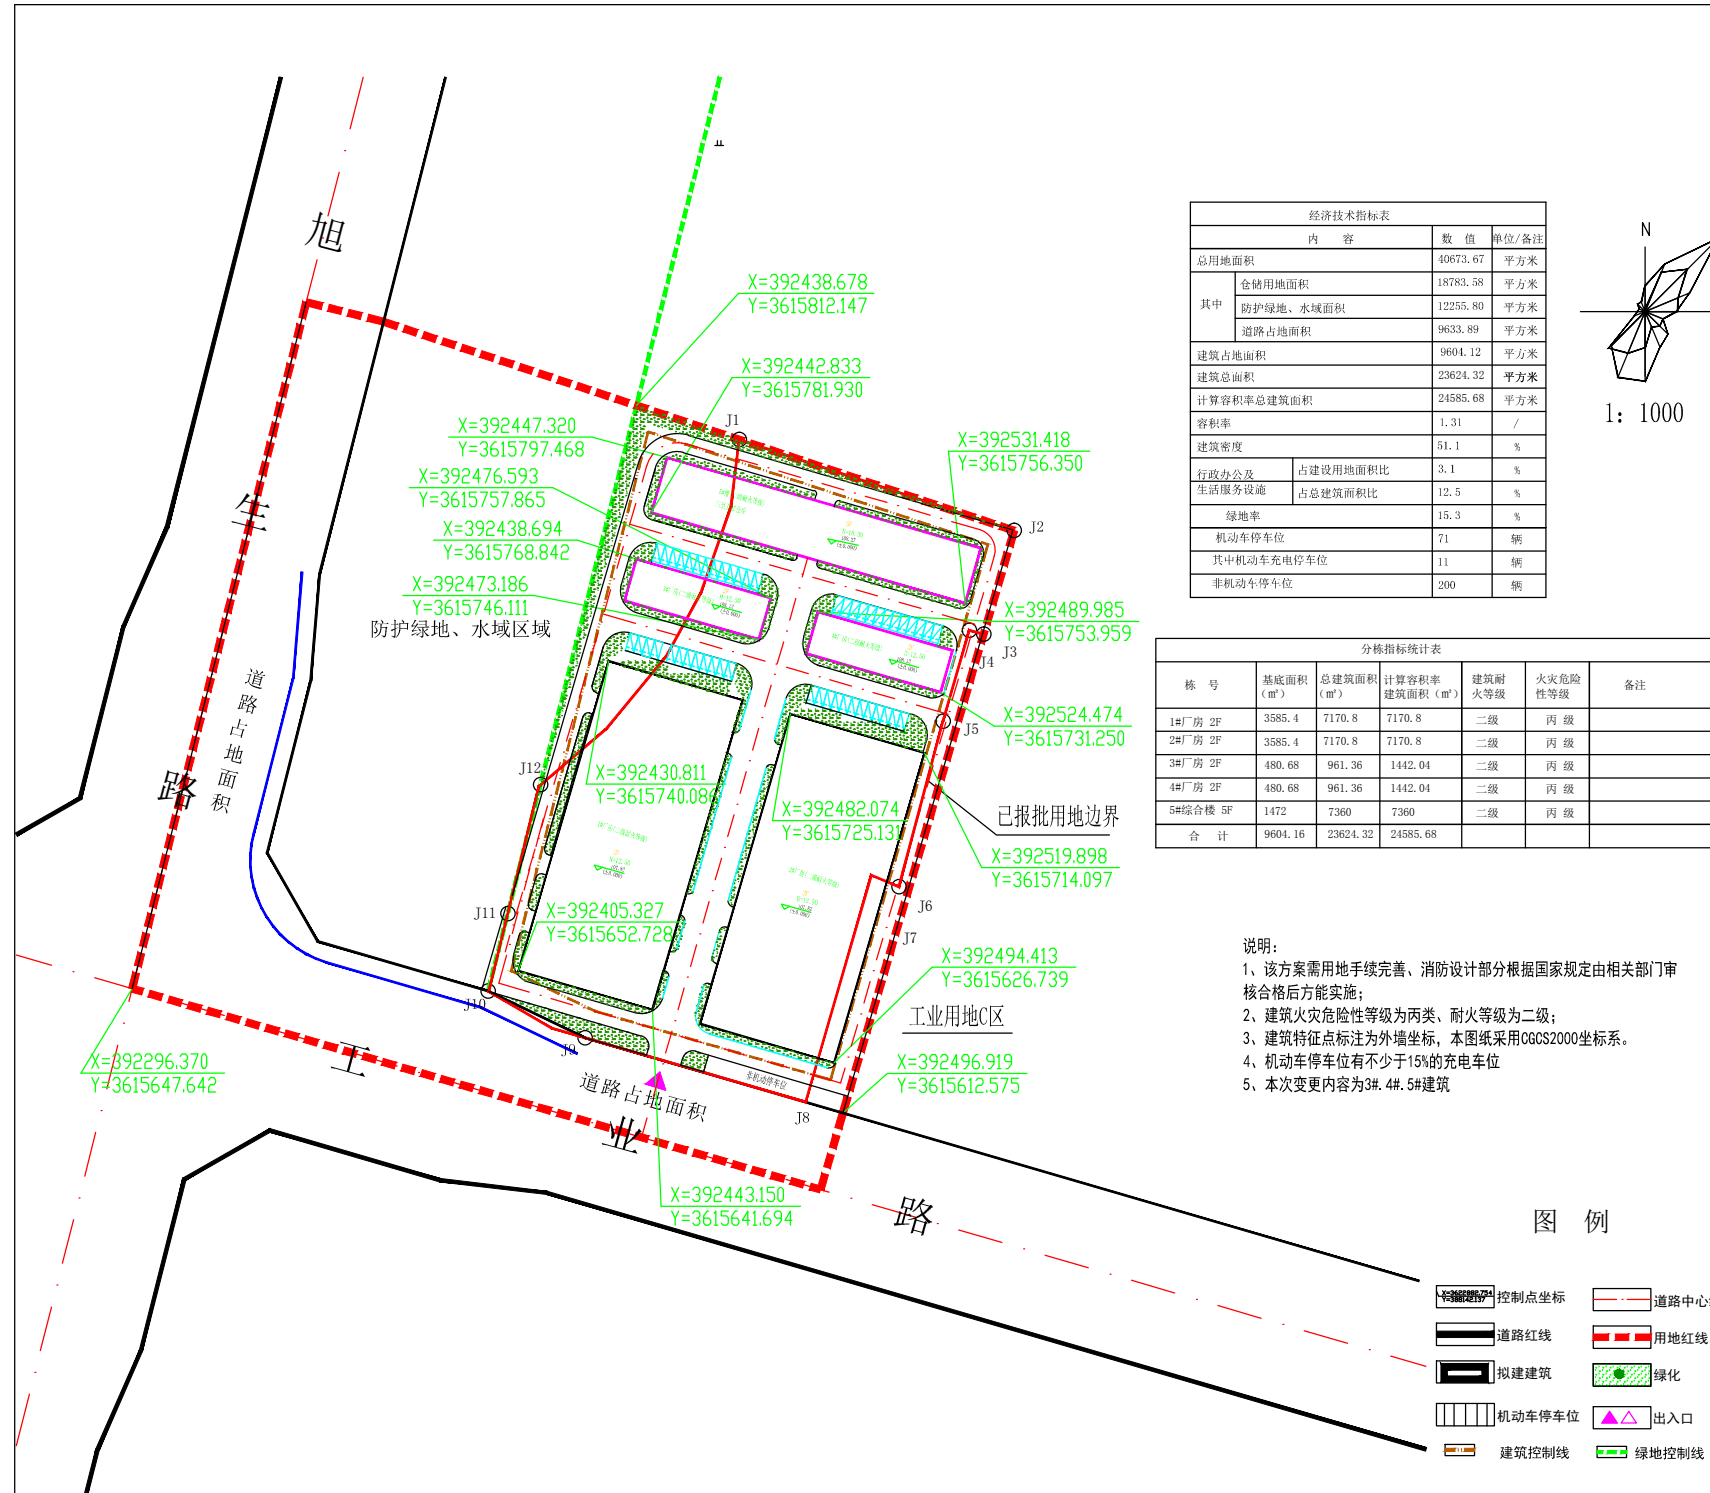 旭
生
路
X=392438.678
Y=3615812.147
X=392442.833
Y=3615781.930
X=392447.320
Y=3615797.468
X=392476.593
Y=3615757.865
X=392438.694
Y=3615768.842
X=392473.186
Y=3615746.111
防护绿地、水域区域
J1
X=392531.418
Y=3615756.350
J2
X=392489.985
Y=3615753.959
J3
J4
X=392524.474
Y=3615731.250
J5
道路占地面积
J12
X=392430.811
Y=3615740.086
X=392482.074
Y=3615725.131
已报批用地边界
X=392519.898
Y=3615714.097
J6
J7
J11
X=392405.327
Y=3615652.728
X=392494.413
Y=3615626.739
J10
工业用地C区
J9
X=392296.370
Y=3615647.642
X=392496.919
Y=3615612.575
非机动停车位
道路占地面积
J8
工
业
路
X=392443.150
Y=3615641.694
经济技术指标表
内 容 数 值 单位/备注
总用地面积 40673.67 平方米
其中 仓储用地面积 18783.58 平方米
防护绿地、水域面积 12255.80 平方米
道路占地面积 9633.89 平方米
建筑占地面积 9604.12 平方米
建筑总面积 23624.32 平方米
计算容积率总建筑面积 24585.68 平方米
容积率 1.31 /
建筑密度 51.1 %
行政办公及
生活服务设施 占建设用地面积比 3.1 %
占总建筑面积比 12.5 %
绿地率 15.3 %
机动车停车位 71 辆
其中机动车充电停车位 11 辆
非机动车停车位 200 辆
N
1: 1000
分栋指标统计表
栋 号 基底面积（㎡） 总建筑面积（㎡） 计算容积率建筑面积（㎡） 建筑耐火等级 火灾危险性等级 备注
1#厂房 2F 3585.4 7170.8 7170.8 二级 丙 级
2#厂房 2F 3585.4 7170.8 7170.8 二级 丙 级
3#厂房 2F 480.68 961.36 1442.04 二级 丙 级
4#厂房 2F 480.68 961.36 1442.04 二级 丙 级
5#综合楼 5F 1472 7360 7360 二级 丙 级
合 计 9604.16 23624.32 24585.68
说明：
1、该方案需用地手续完善、消防设计部分根据国家规定由相关部门审
核合格后方能实施；
2、建筑火灾危险性等级为丙类、耐火等级为二级；
3、建筑特征点标注为外墙坐标，本图纸采用CGCS2000坐标系。
4、机动车停车位有不少于15%的充电车位
5、本次变更内容为3#.4#.5#建筑
图 例
控制点坐标
道路中心
道路红线
用地红线
拟建建筑
绿化
机动车停车位
出入口
建筑控制线
绿地控制线